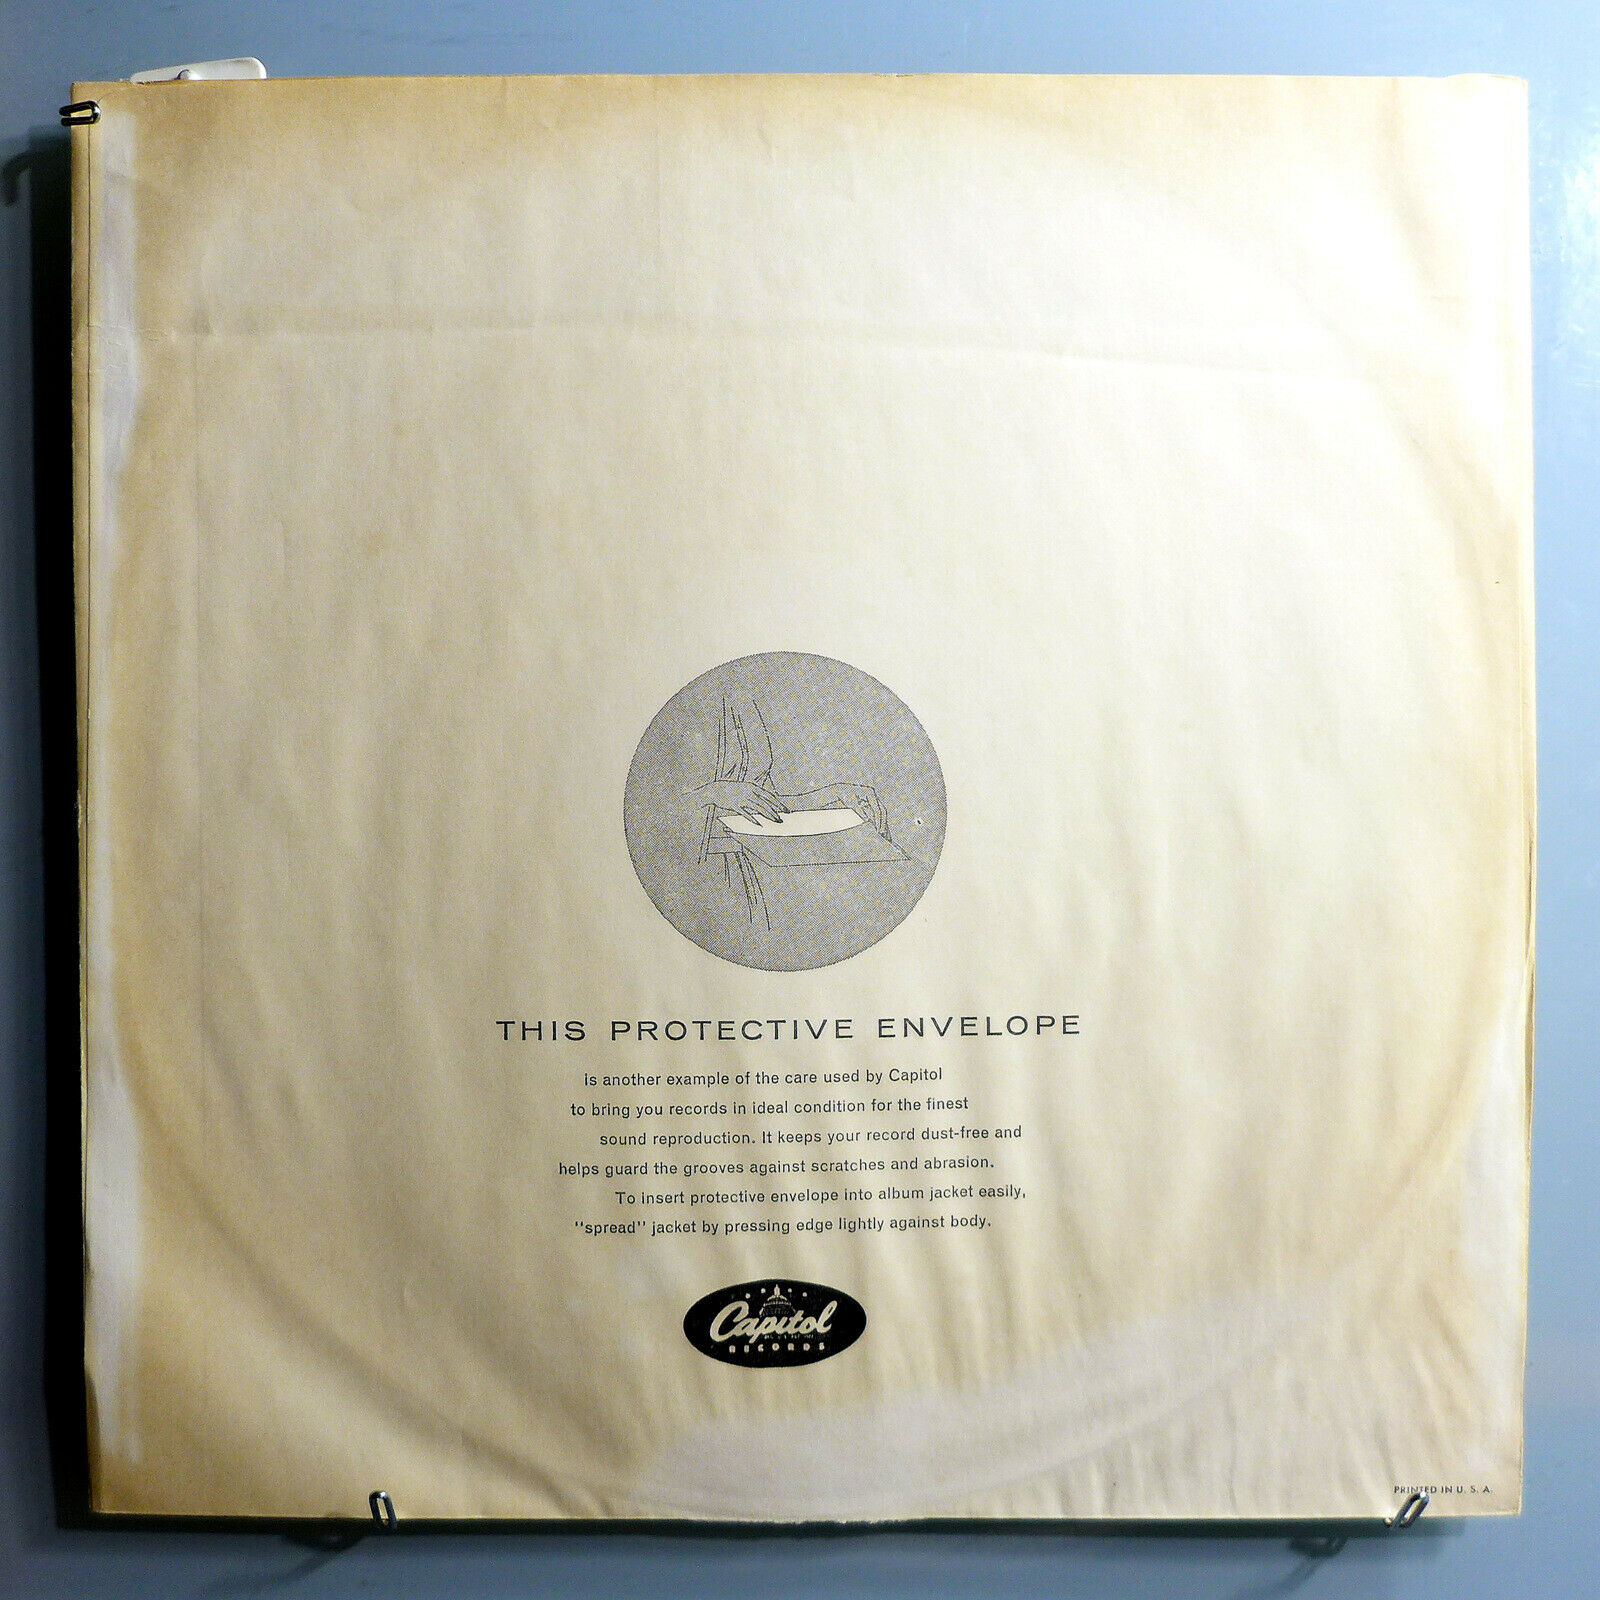 THIS PROTECTIVE ENVELOPE
is another example of the care used by Capitol
to bring you records in ideal condition for the finest
sound reproduction. It keeps your record dust-free and
helps guard the grooves against scratches and abrasion.
To insert protective envelope into album jacket easily,
"spread" jacket by pressing edge lightly against body.
Capitol
RECORDS
PRINTED IN U. S. A.